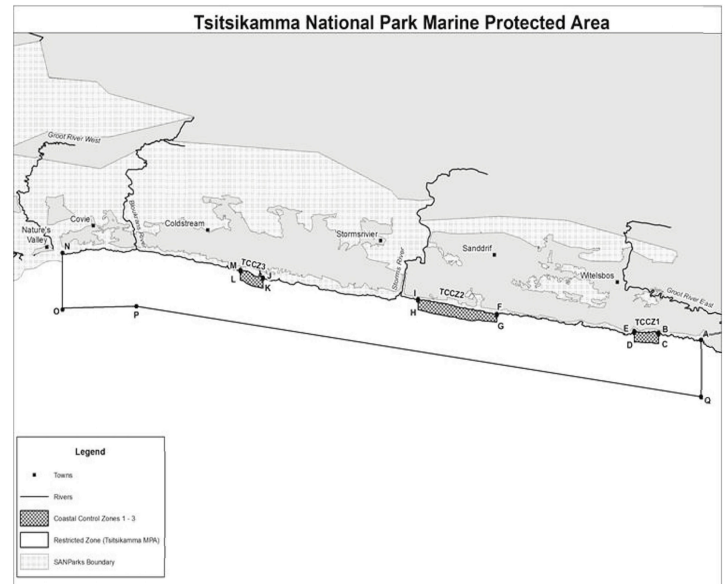 Tsitsikamma National Park Marine Protected Area
Groot River West
Covie
Nature's
Valley
Bloukrans River
Coldstream
Stormsrivier
Storms River
Sanddrif
Witelsbos
Groot River East
N
O
P
M
L
TCCZ3
J
K
I
H
TCCZ2
F
G
TCCZ1
E
B
D
C
A
Q
Legend
Towns
Rivers
Coastal Control Zones 1 - 3
Restricted Zone (Tsitsikamma MPA)
SANParks Boundary